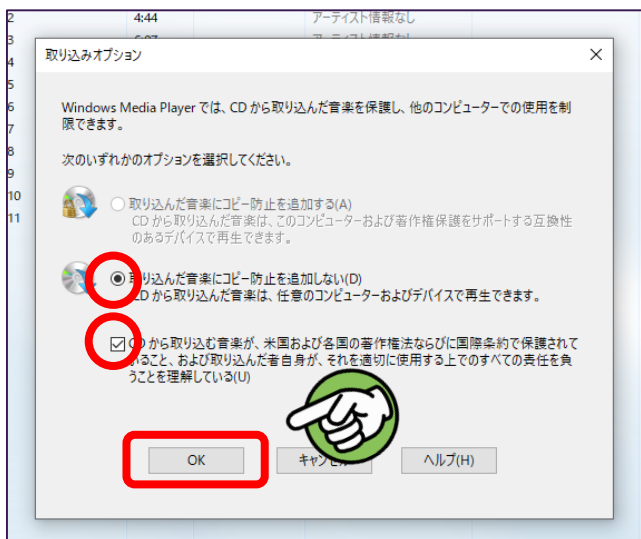 2 4:44 アーティスト情報なし
3
4
5
6
7
8
9
10
11
取り込みオプション
Windows Media Player では、CD から取り込んだ音楽を保護し、他のコンピューターでの使用を制
限できます。
次のいずれかのオプションを選択してください。
取り込んだ音楽にコピー防止を追加する(A)
CD から取り込んだ音楽は、このコンピューターおよび著作権保護をサポートする互換性
のあるデバイスで再生できます。
取り込んだ音楽にコピー防止を追加しない(D)
CD から取り込んだ音楽は、任意のコンピューターおよびデバイスで再生できます。
CD から取り込む音楽が、米国および各国の著作権法ならびに国際条約で保護されて
いること、および取り込んだ者自身が、それを適切に使用する上でのすべての責任を負
うことを理解している(U)
OK キャンセル ヘルプ(H)